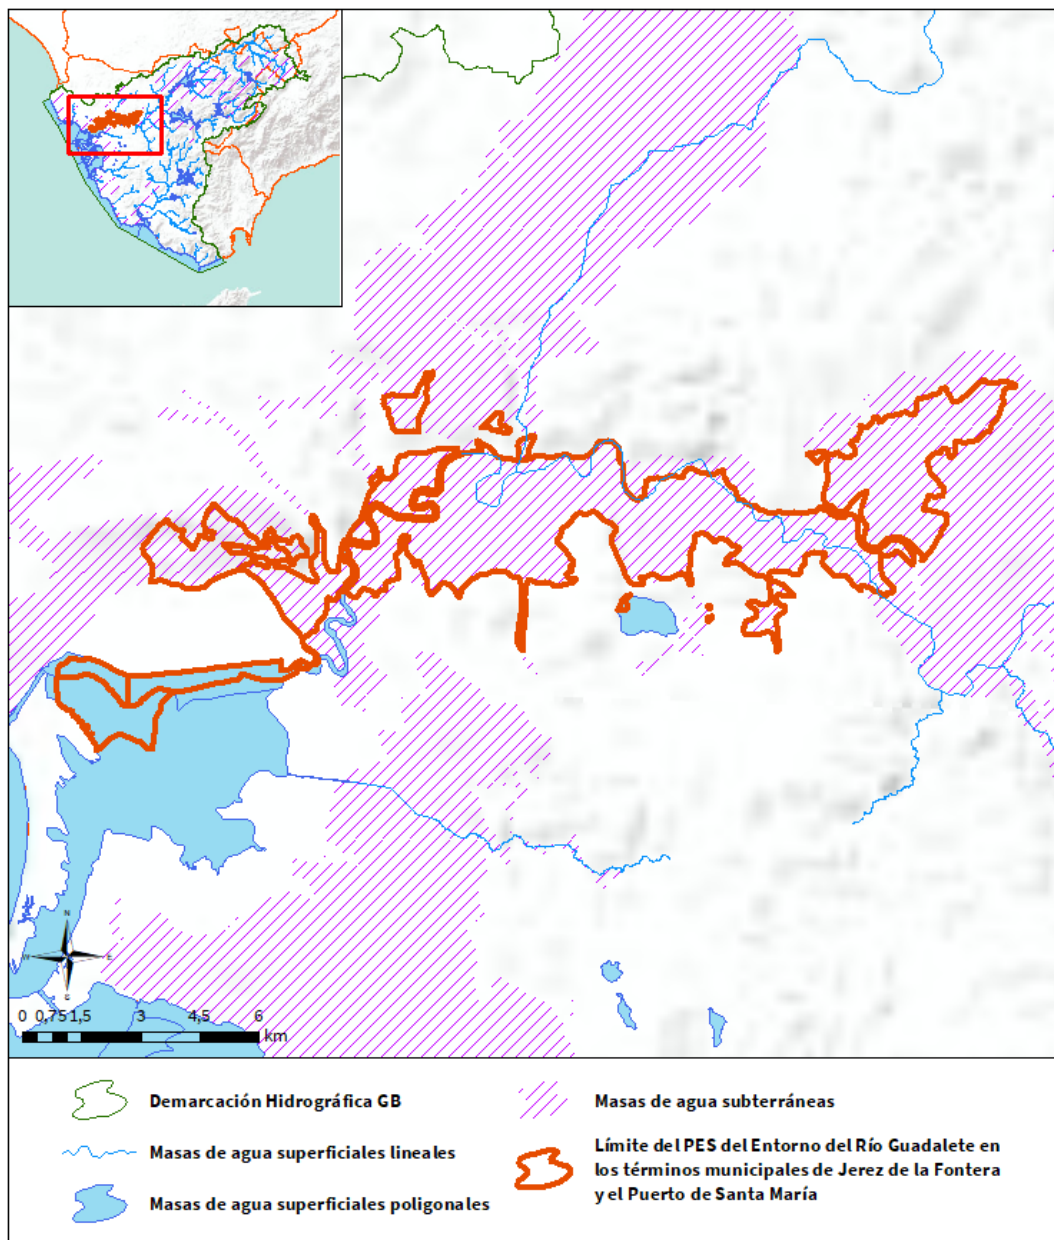 N
W E
S
0 0,75 1,5 3 4,5 6
km
Demarcación Hidrográfica GB
Masas de agua superficiales lineales
Masas de agua superficiales poligonales
Masas de agua subterráneas
Límite del PES del Entorno del Río Guadalete en
los términos municipales de Jerez de la Fontera
y el Puerto de Santa María